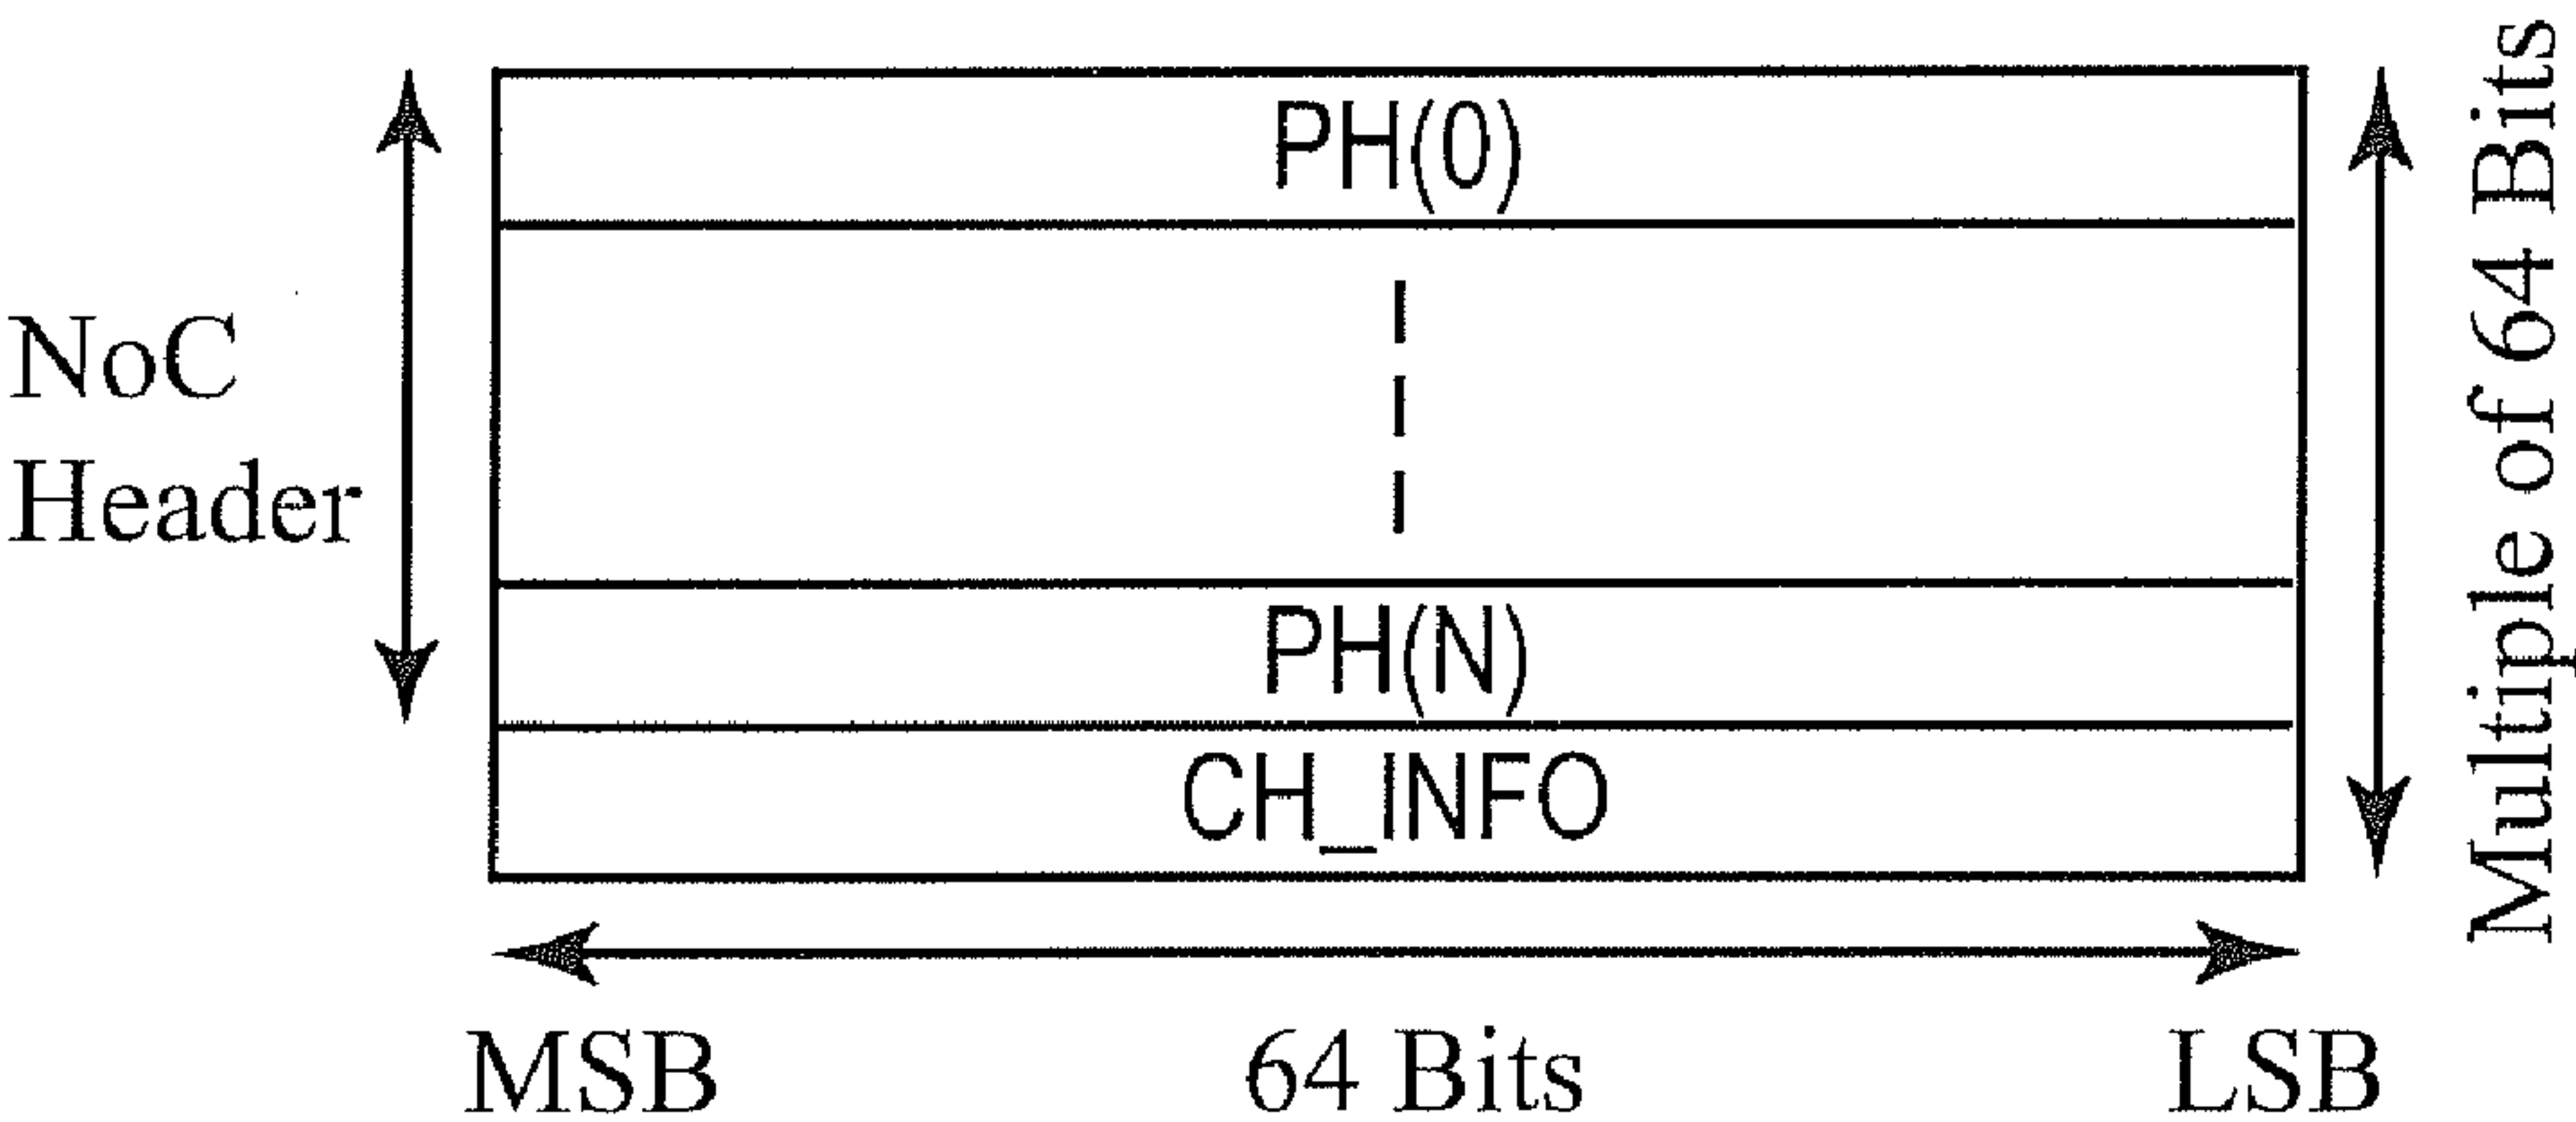 PH(0)
NoC
Header
PH(N)
CH_INFO
MSB
64 Bits
LSB
Multiple of 64 Bits